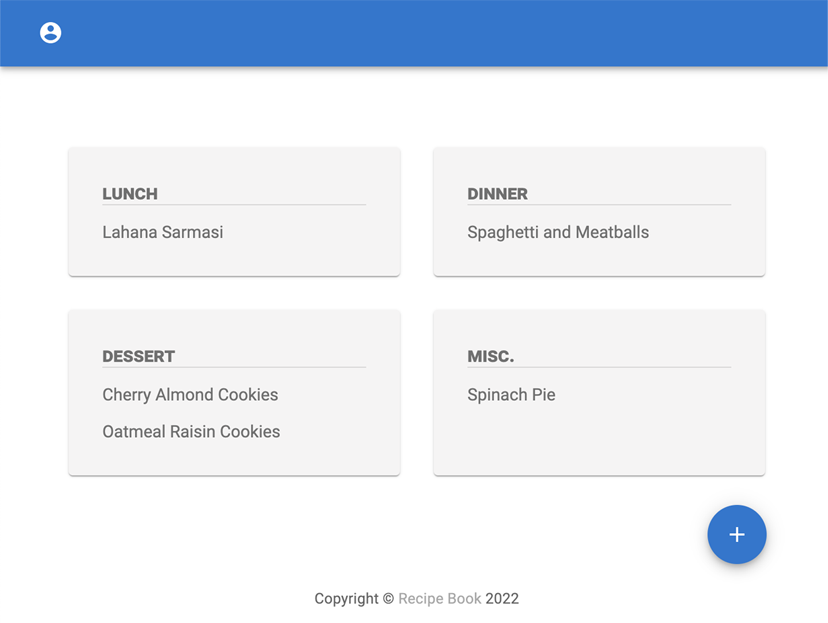 LUNCH
Lahana Sarmasi
DINNER
Spaghetti and Meatballs
DESSERT
Cherry Almond Cookies
Oatmeal Raisin Cookies
MISC.
Spinach Pie
+
Copyright © Recipe Book 2022